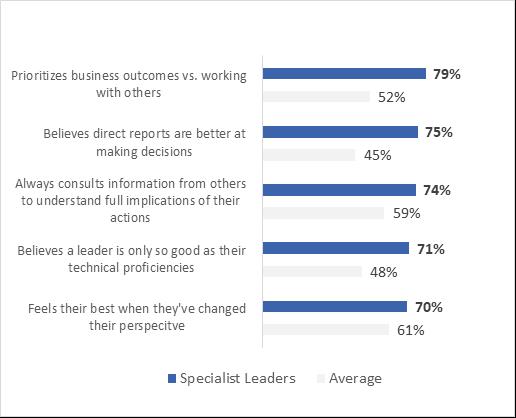 Prioritizes business outcomes vs. working
with others
79%
52%
Believes direct reports are better at
making decisions
75%
45%
Always consults information from others
to understand full implications of their
actions
74%
59%
Believes a leader is only so good as their
technical proficiencies
71%
48%
Feels their best when they've changed
their perspecitve
70%
61%
Specialist Leaders
Average